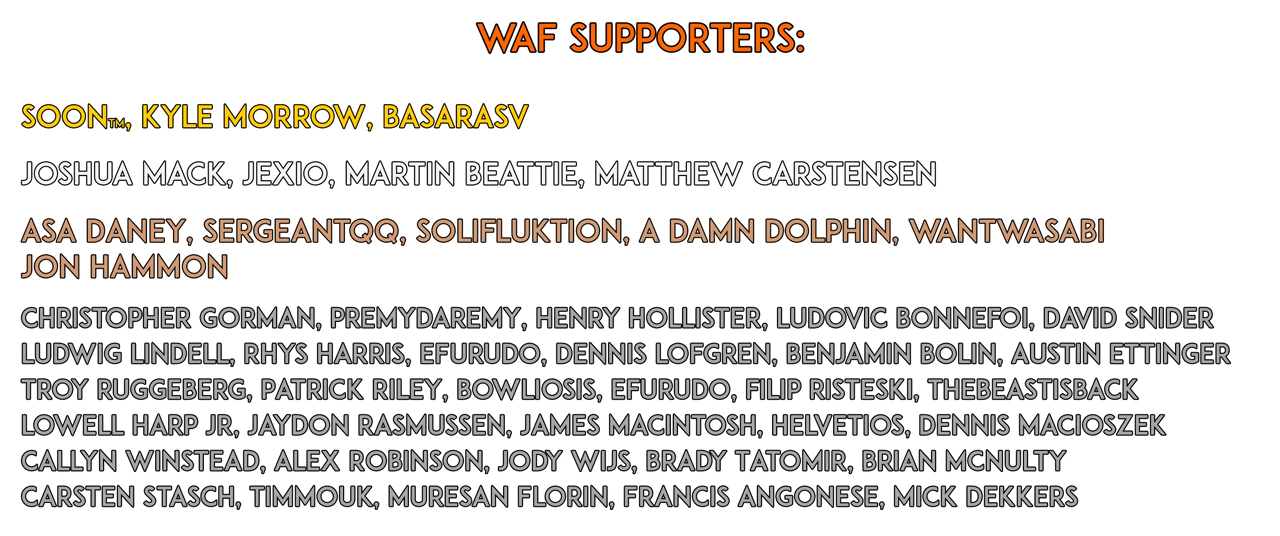 WAF SUPPORTERS:
SOON™, KYLE MORROW, BASARASV
JOSHUA MACK, JEXIO, MARTIN BEATTIE, MATTHEW CARSTENSEN
ASA DANEY, SERGEANTQQ, SOLIFLUKTION, A DAMN DOLPHIN, WANTWASABI
JON HAMMON
CHRISTOPHER GORMAN, PREMYDAREMY, HENRY HOLLISTER, LUDOVIC BONNEFOI, DAVID SNIDER
LUDWIG LINDELL, RHYS HARRIS, EFURUDO, DENNIS LOFGREN, BENJAMIN BOLIN, AUSTIN ETTINGER
TROY RUGGEBERG, PATRICK RILEY, BOWLIOSIS, EFURUDO, FILIP RISTESKI, THEBEASTISBACK
LOWELL HARP JR, JAYDON RASMUSSEN, JAMES MACINTOSH, HELVETIOS, DENNIS MACIOSZEK
CALLYN WINSTEAD, ALEX ROBINSON, JODY WIJS, BRADY TATOMIR, BRIAN MCNULTY
CARSTEN STASCH, TIMMOUK, MURESAN FLORIN, FRANCIS ANGONESE, MICK DEKKERS